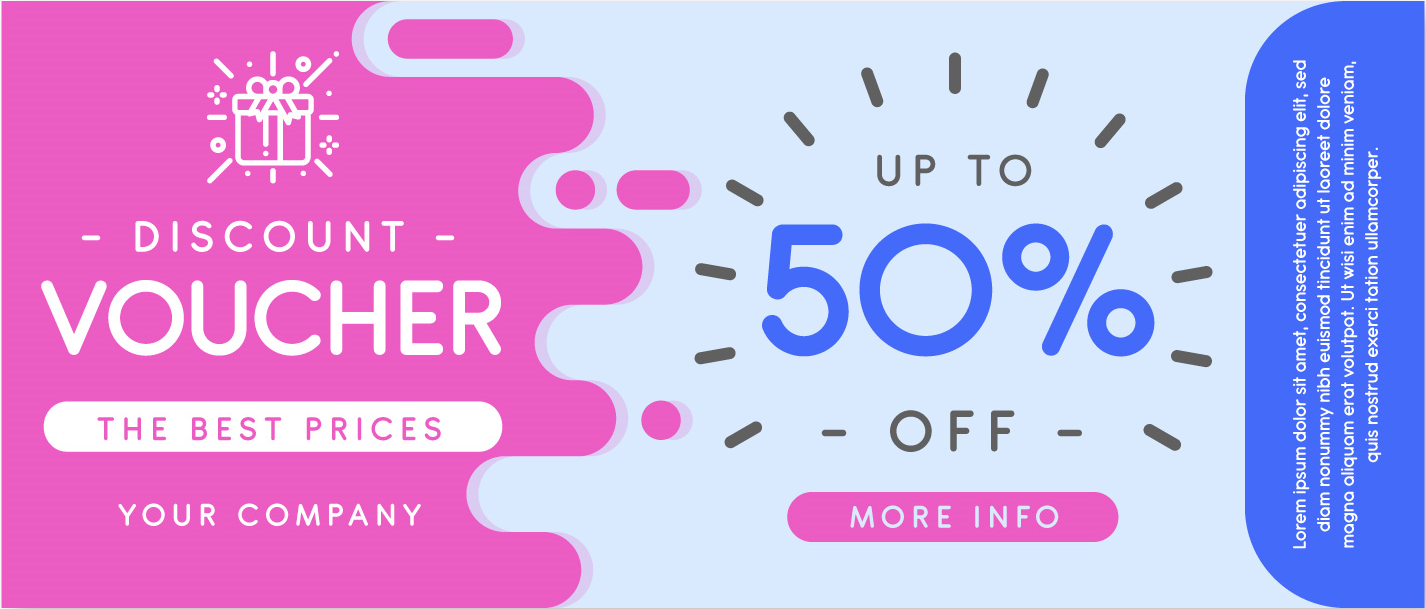 - DISCOUNT -
VOUCHER
THE BEST PRICES
YOUR COMPANY
UP TO
50%
- OFF -
MORE INFO
Lorem ipsum dolor sit amet, consectetuer adipiscing elit, sed
diam nonummy nibh euismod tincidunt ut laoreet dolore
magna aliquam erat volutpat. Ut wisi enim ad minim veniam,
quis nostrud exerci tation ullamcorper.